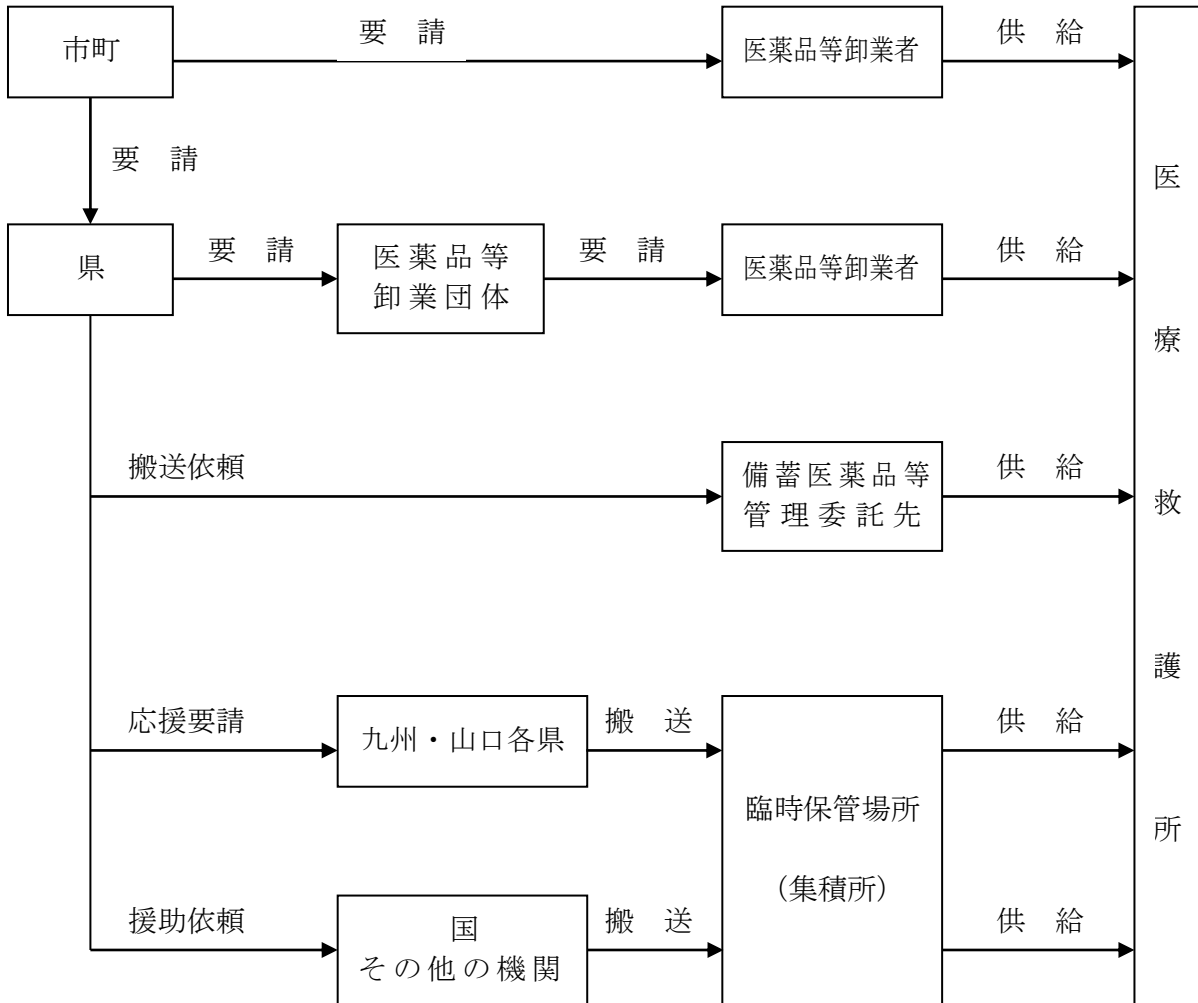 市町
要 請
医薬品等卸業者
供 給
要 請
県
要 請
医薬品等
卸業団体
要 請
医薬品等卸業者
供 給
搬送依頼
備蓄医薬品等
管理委託先
供 給
応援要請
九州・山口各県
搬 送
臨時保管場所
（集積所）
供 給
援助依頼
国
その他の機関
搬 送
供 給
医療救護所